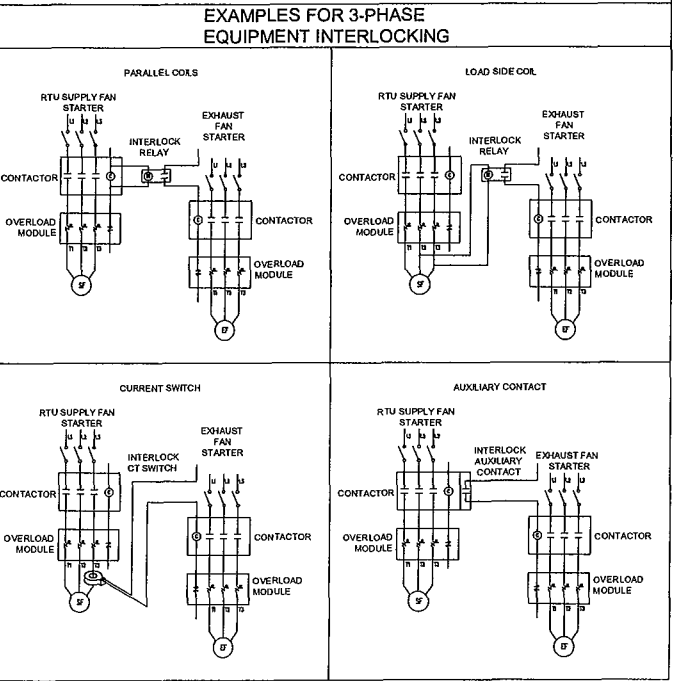 EXAMPLES FOR 3-PHASE
EQUIPMENT INTERLOCKING
PARALLEL COILS
RTU SUPPLY FAN
STARTER
L1 L2 L3
EXHAUST
FAN
STARTER
INTERLOCK
RELAY
L1 L2 L3
CONTACTOR
C
R
C
CONTACTOR
OVERLOAD
MODULE
T1 T2 T3
OVERLOAD
MODULE
SF
T1 T2 T3
EF
LOAD SIDE COIL
RTU SUPPLY FAN
STARTER
L1 L2 L3
EXHAUST
FAN
STARTER
INTERLOCK
RELAY
L1 L2 L3
CONTACTOR
C
R
C
CONTACTOR
OVERLOAD
MODULE
T1 T2 T3
OVERLOAD
MODULE
SF
T1 T2 T3
EF
CURRENT SWITCH
RTU SUPPLY FAN
STARTER
L1 L2 L3
EXHAUST
FAN
STARTER
INTERLOCK
CT SWITCH
L1 L2 L3
CONTACTOR
C
C
CONTACTOR
OVERLOAD
MODULE
T1 T2 T3
OVERLOAD
MODULE
SF
T1 T2 T3
EF
AUXILIARY CONTACT
RTU SUPPLY FAN
STARTER
L1 L2 L3
INTERLOCK
AUXILIARY
CONTACT
EXHAUST FAN
STARTER
L1 L2 L3
CONTACTOR
C
C
CONTACTOR
OVERLOAD
MODULE
T1 T2 T3
OVERLOAD
MODULE
SF
T1 T2 T3
EF